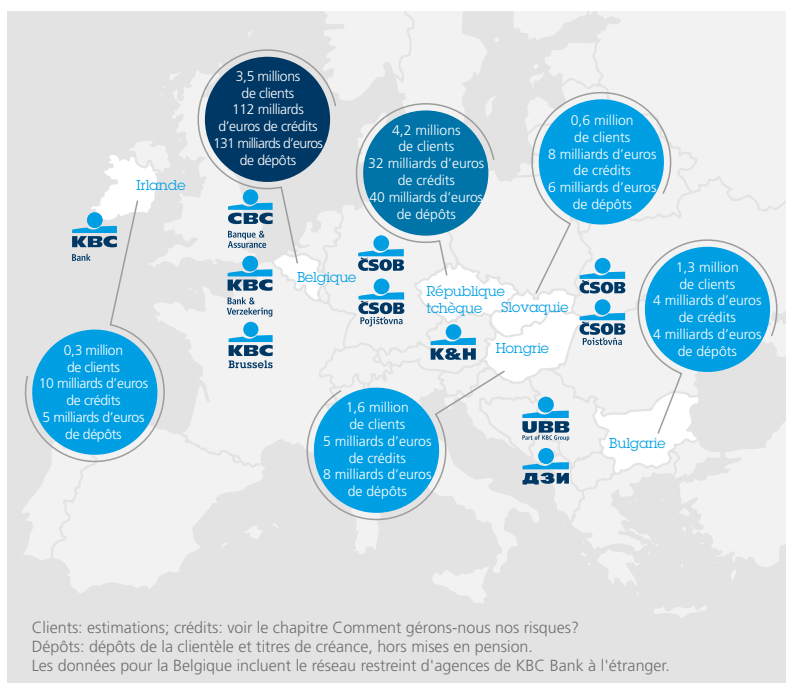 3,5 millions
de clients
112 milliards
d'euros de crédits
131 milliards d'euros
de dépôts
4,2 millions
de clients
32 milliards d'euros
de crédits
40 milliards d'euros
de dépôts
0,6 million
de clients
8 milliards d'euros
de crédits
6 milliards d'euros
de dépôts
Irlande
KBC
Bank
CBC
Banque &
Assurance
KBC
Bank &
Verzekering
KBC
Brussels
Belgique
ČSOB
ČSOB
Pojišťovna
République
tchèque
Slovaquie
ČSOB
ČSOB
Poisťovňa
K&H
Hongrie
1,3 million
de clients
4 milliards d'euros
de crédits
4 milliards d'euros
de dépôts
0,3 million
de clients
10 milliards d'euros
de crédits
5 milliards d'euros
de dépôts
1,6 million
de clients
5 milliards d'euros
de crédits
8 milliards d'euros
de dépôts
UBB
Part of KBC Group
ДЗИ
Bulgarie
Clients: estimations; crédits: voir le chapitre Comment gérons-nous nos risques?
Dépôts: dépôts de la clientèle et titres de créance, hors mises en pension.
Les données pour la Belgique incluent le réseau restreint d'agences de KBC Bank à l'étranger.